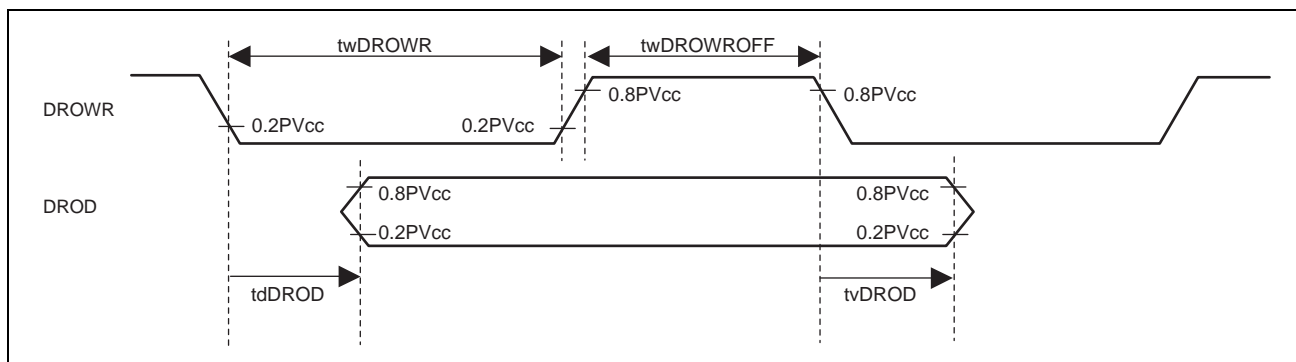 twDROWR
twDROWROFF
DROWR
0.2PVcc
0.2PVcc
0.8PVcc
0.8PVcc
DROD
0.8PVcc
0.8PVcc
0.2PVcc
0.2PVcc
tdDROD
tvDROD